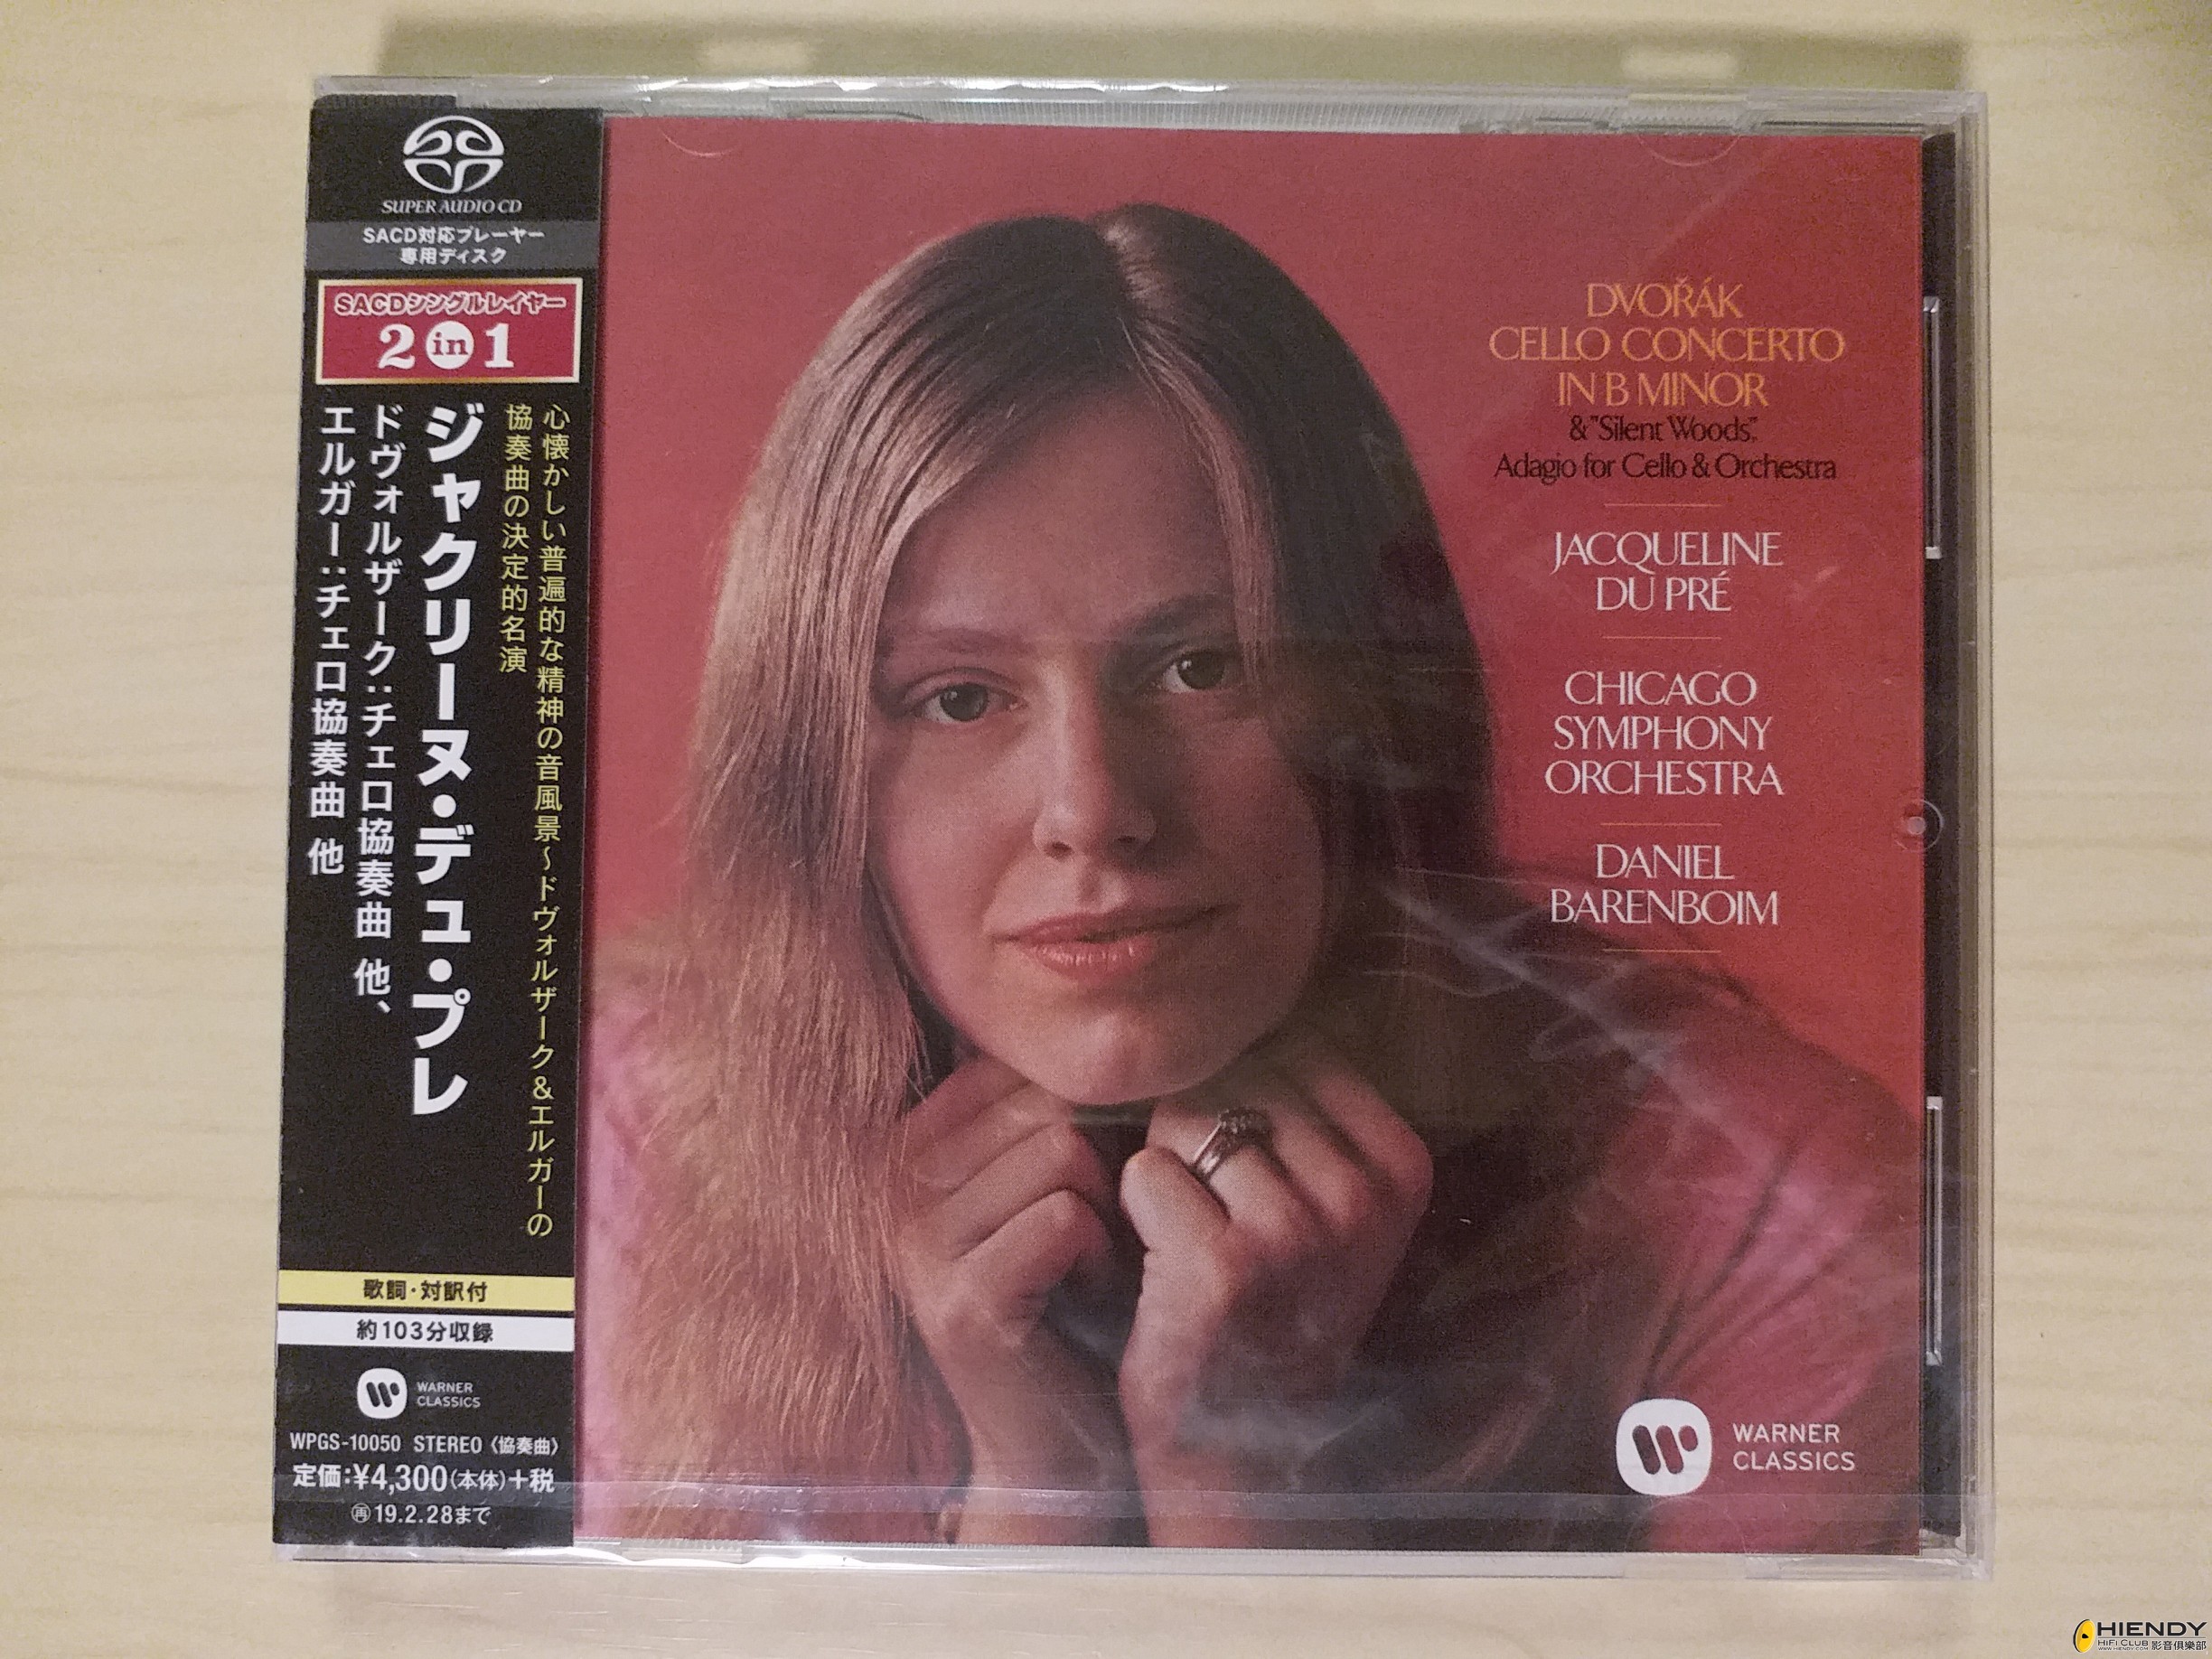 SUPER AUDIO CD
SACD対応プレーヤー
専用ディスク
SACDシングルレイヤー
2 in 1
心懐かしい普遍的な精神の音風景〜ドヴォルザーク&エルガーの
協奏曲の決定的名演
ジャクリーヌ・デュ・プレ
ドヴォルザーク:チェロ協奏曲 他、
エルガー:チェロ協奏曲 他
歌詞・対訳付
約103分収録
WARNER
CLASSICS
WPGS-10050 STEREO〈協奏曲〉
定価:¥4,300(本体)+税
再 19.2.28まで
DVOŘÁK
CELLO CONCERTO
IN B MINOR
& "Silent Woods",
Adagio for Cello & Orchestra
JACQUELINE
DU PRÉ
CHICAGO
SYMPHONY
ORCHESTRA
DANIEL
BARENBOIM
WARNER
CLASSICS
HIENDY
HiFi CLUB
www.HIENDY.com 影音俱樂部